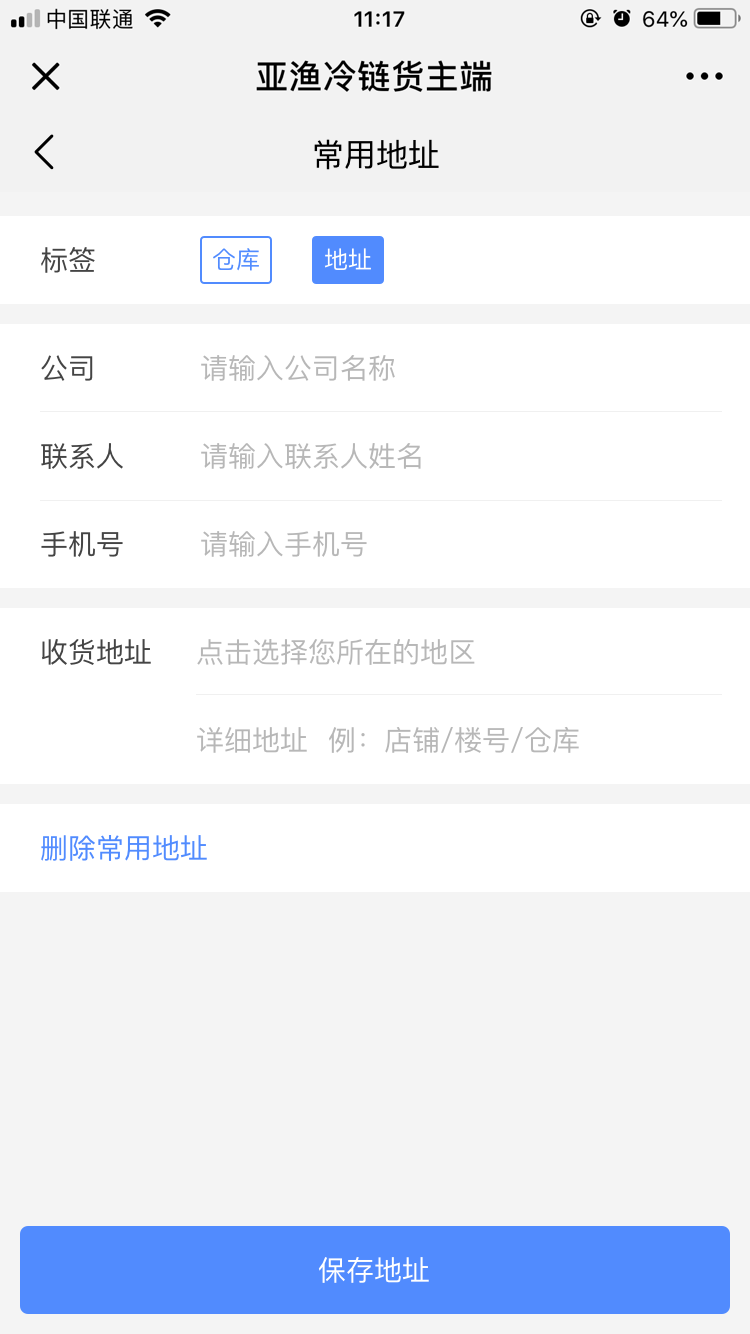 中国联通 11:17 64%
亚渔冷链货主端
常用地址
标签 仓库 地址
公司 请输入公司名称
联系人 请输入联系人姓名
手机号 请输入手机号
收货地址 点击选择您所在的地区
详细地址 例：店铺/楼号/仓库
删除常用地址
保存地址